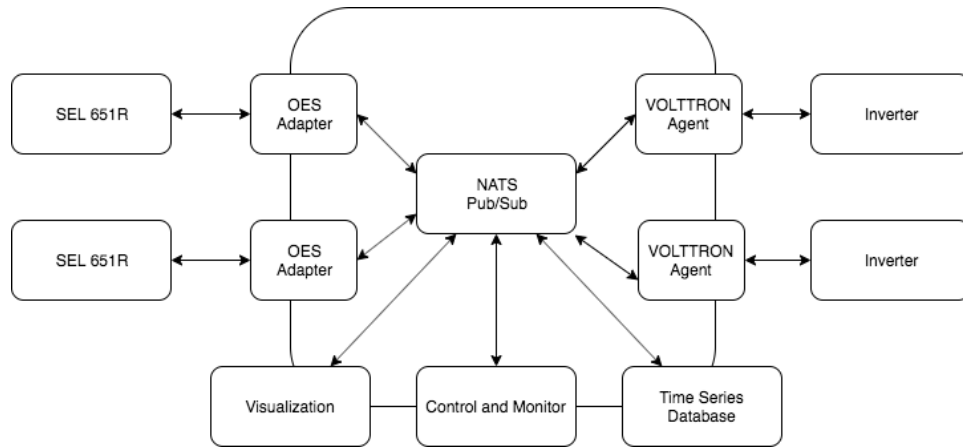 SEL 651R
OES
Adapter
VOLTTRON
Agent
Inverter
NATS
Pub/Sub
SEL 651R
OES
Adapter
VOLTTRON
Agent
Inverter
Visualization
Control and Monitor
Time Series
Database